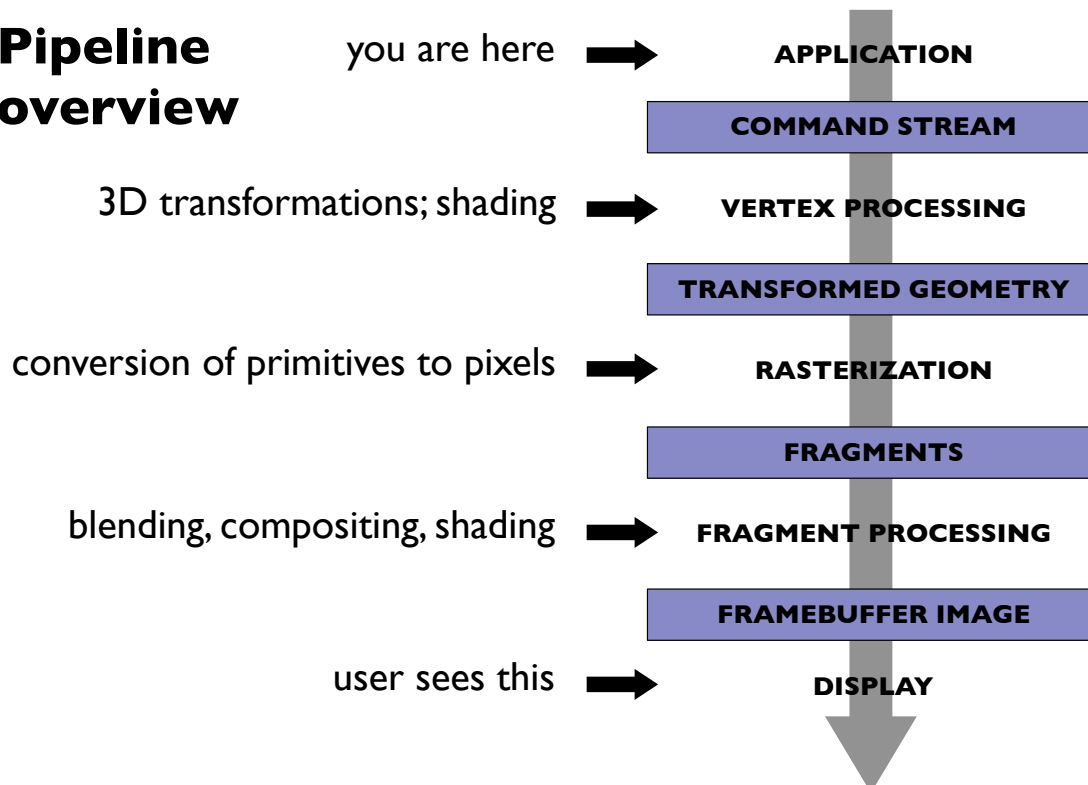 Pipeline
overview
you are here
APPLICATION
COMMAND STREAM
3D transformations; shading
VERTEX PROCESSING
TRANSFORMED GEOMETRY
conversion of primitives to pixels
RASTERIZATION
FRAGMENTS
blending, compositing, shading
FRAGMENT PROCESSING
FRAMEBUFFER IMAGE
user sees this
DISPLAY